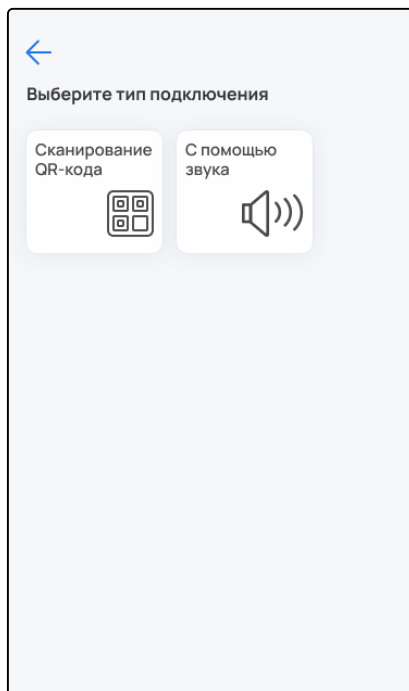 Выберите тип подключения
Сканирование
QR-кода
С помощью
звука